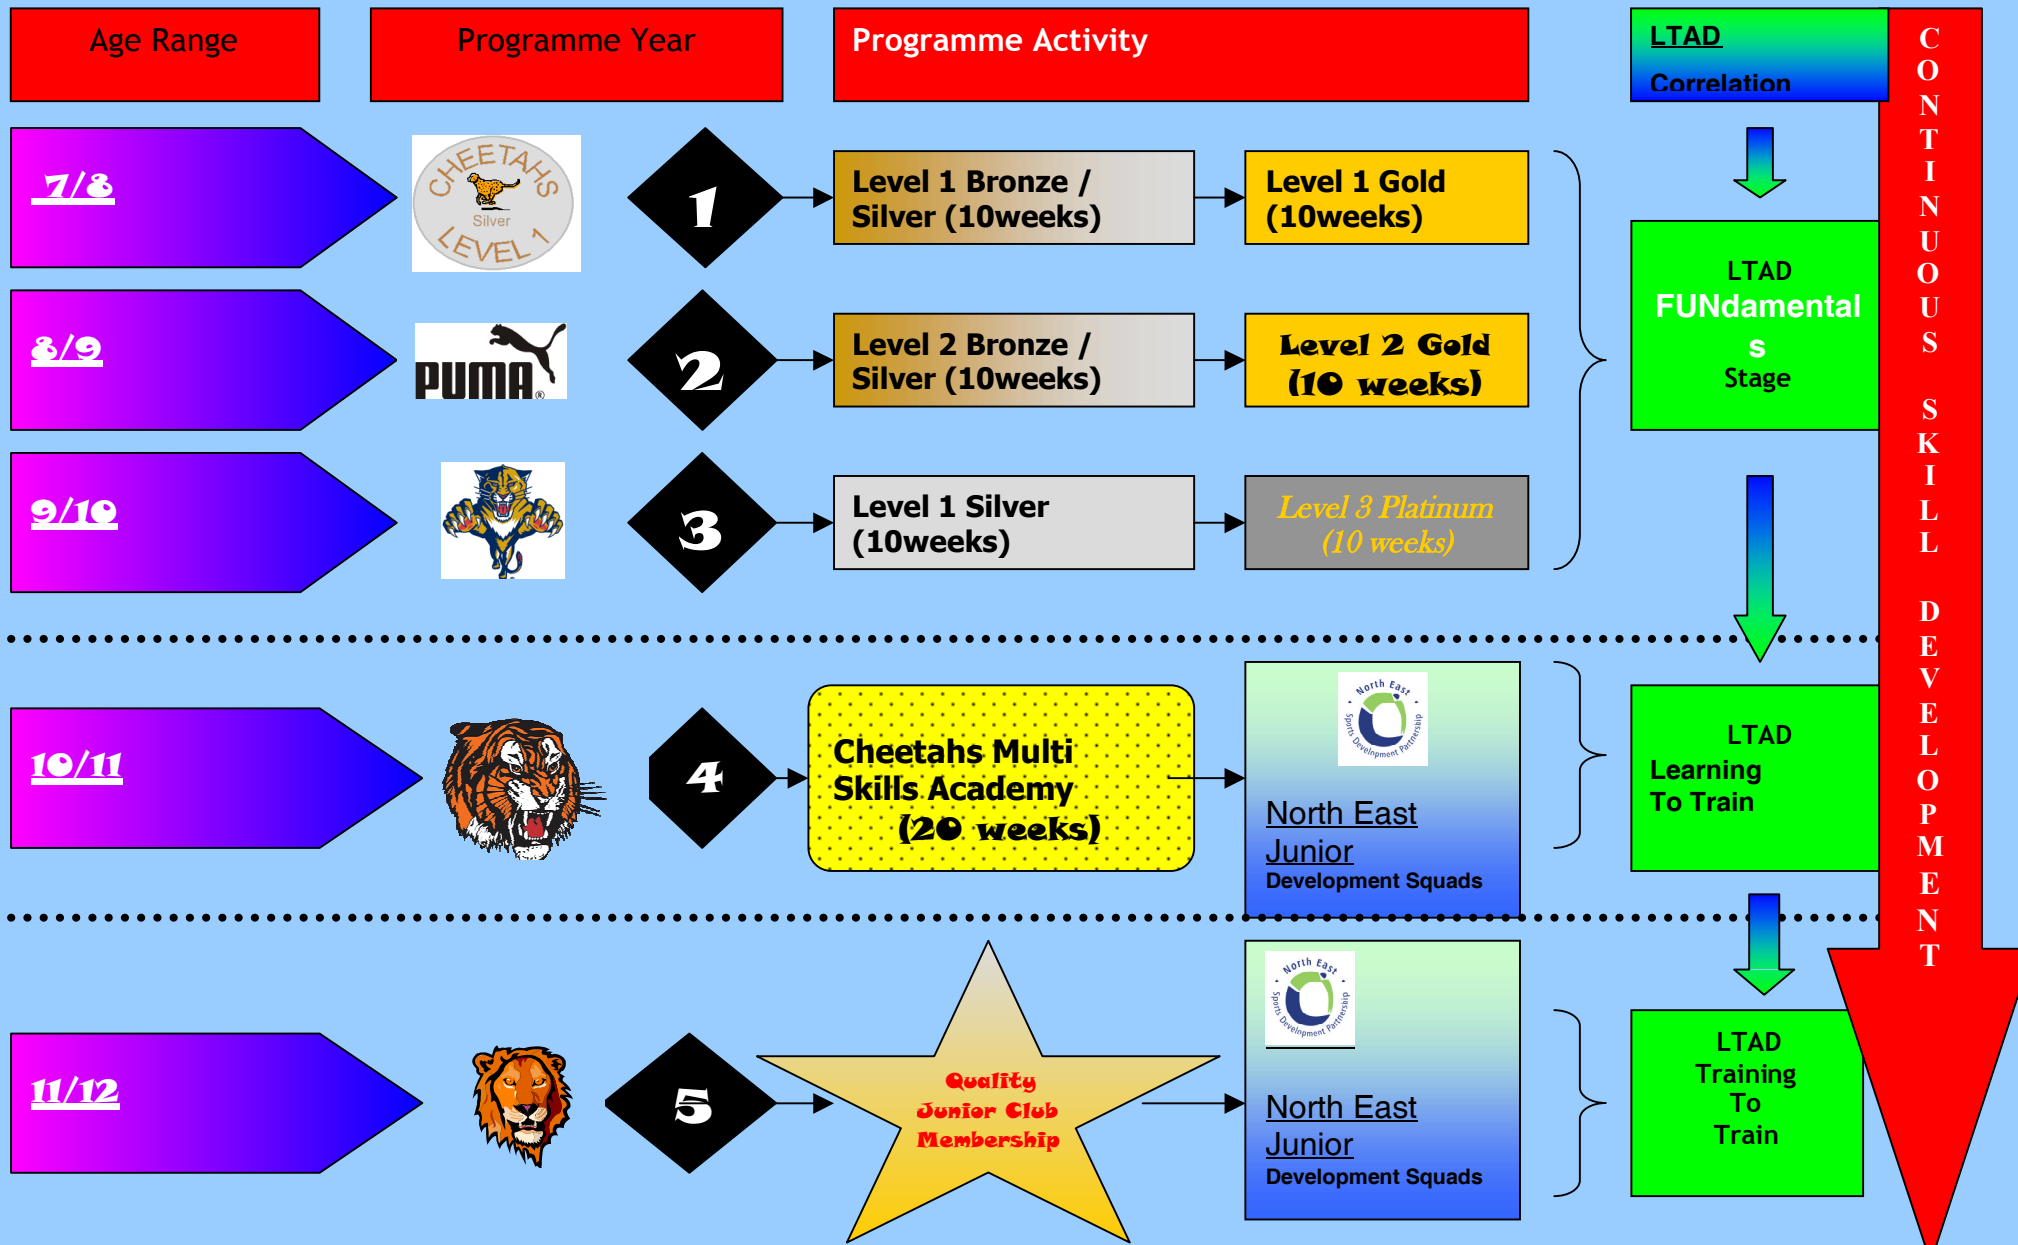 Age Range
Programme Year
Programme Activity
LTAD
Correlation
7/8
CHEETAHS
Silver
LEVEL 1
1
Level 1 Bronze /
Silver (10weeks)
Level 1 Gold
(10weeks)
8/9
PUMA®
2
Level 2 Bronze /
Silver (10weeks)
Level 2 Gold
(10 weeks)
LTAD
FUNdamental
s
Stage
9/10
3
Level 1 Silver
(10weeks)
Level 3 Platinum
(10 weeks)
10/11
4
Cheetahs Multi
Skills Academy
(20 weeks)
North East
Sports Development Partnership
North East
Junior
Development Squads
LTAD
Learning
To Train
11/12
5
Quality
Junior Club
Membership
North East
Sports Development Partnership
North East
Junior
Development Squads
LTAD
Training
To
Train
CONTINUOUS SKILL DEVELOPMENT